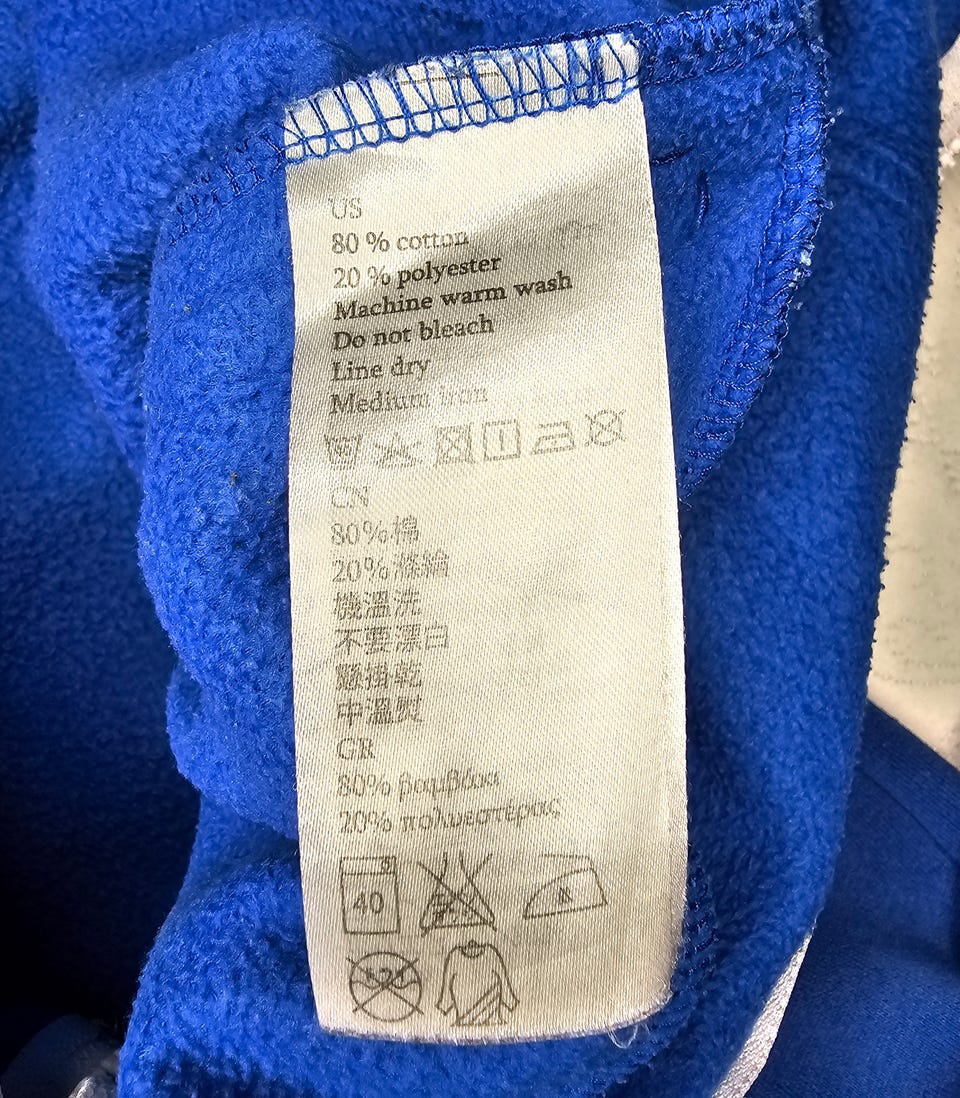 US
80 % cotton
20 % polyester
Machine warm wash
Do not bleach
Line dry
Medium iron
CN
80%棉
20%滌綸
機溫洗
不要漂白
懸掛乾
中溫熨
GR
80% βαμβάσι
20% πολυεστέρας
40